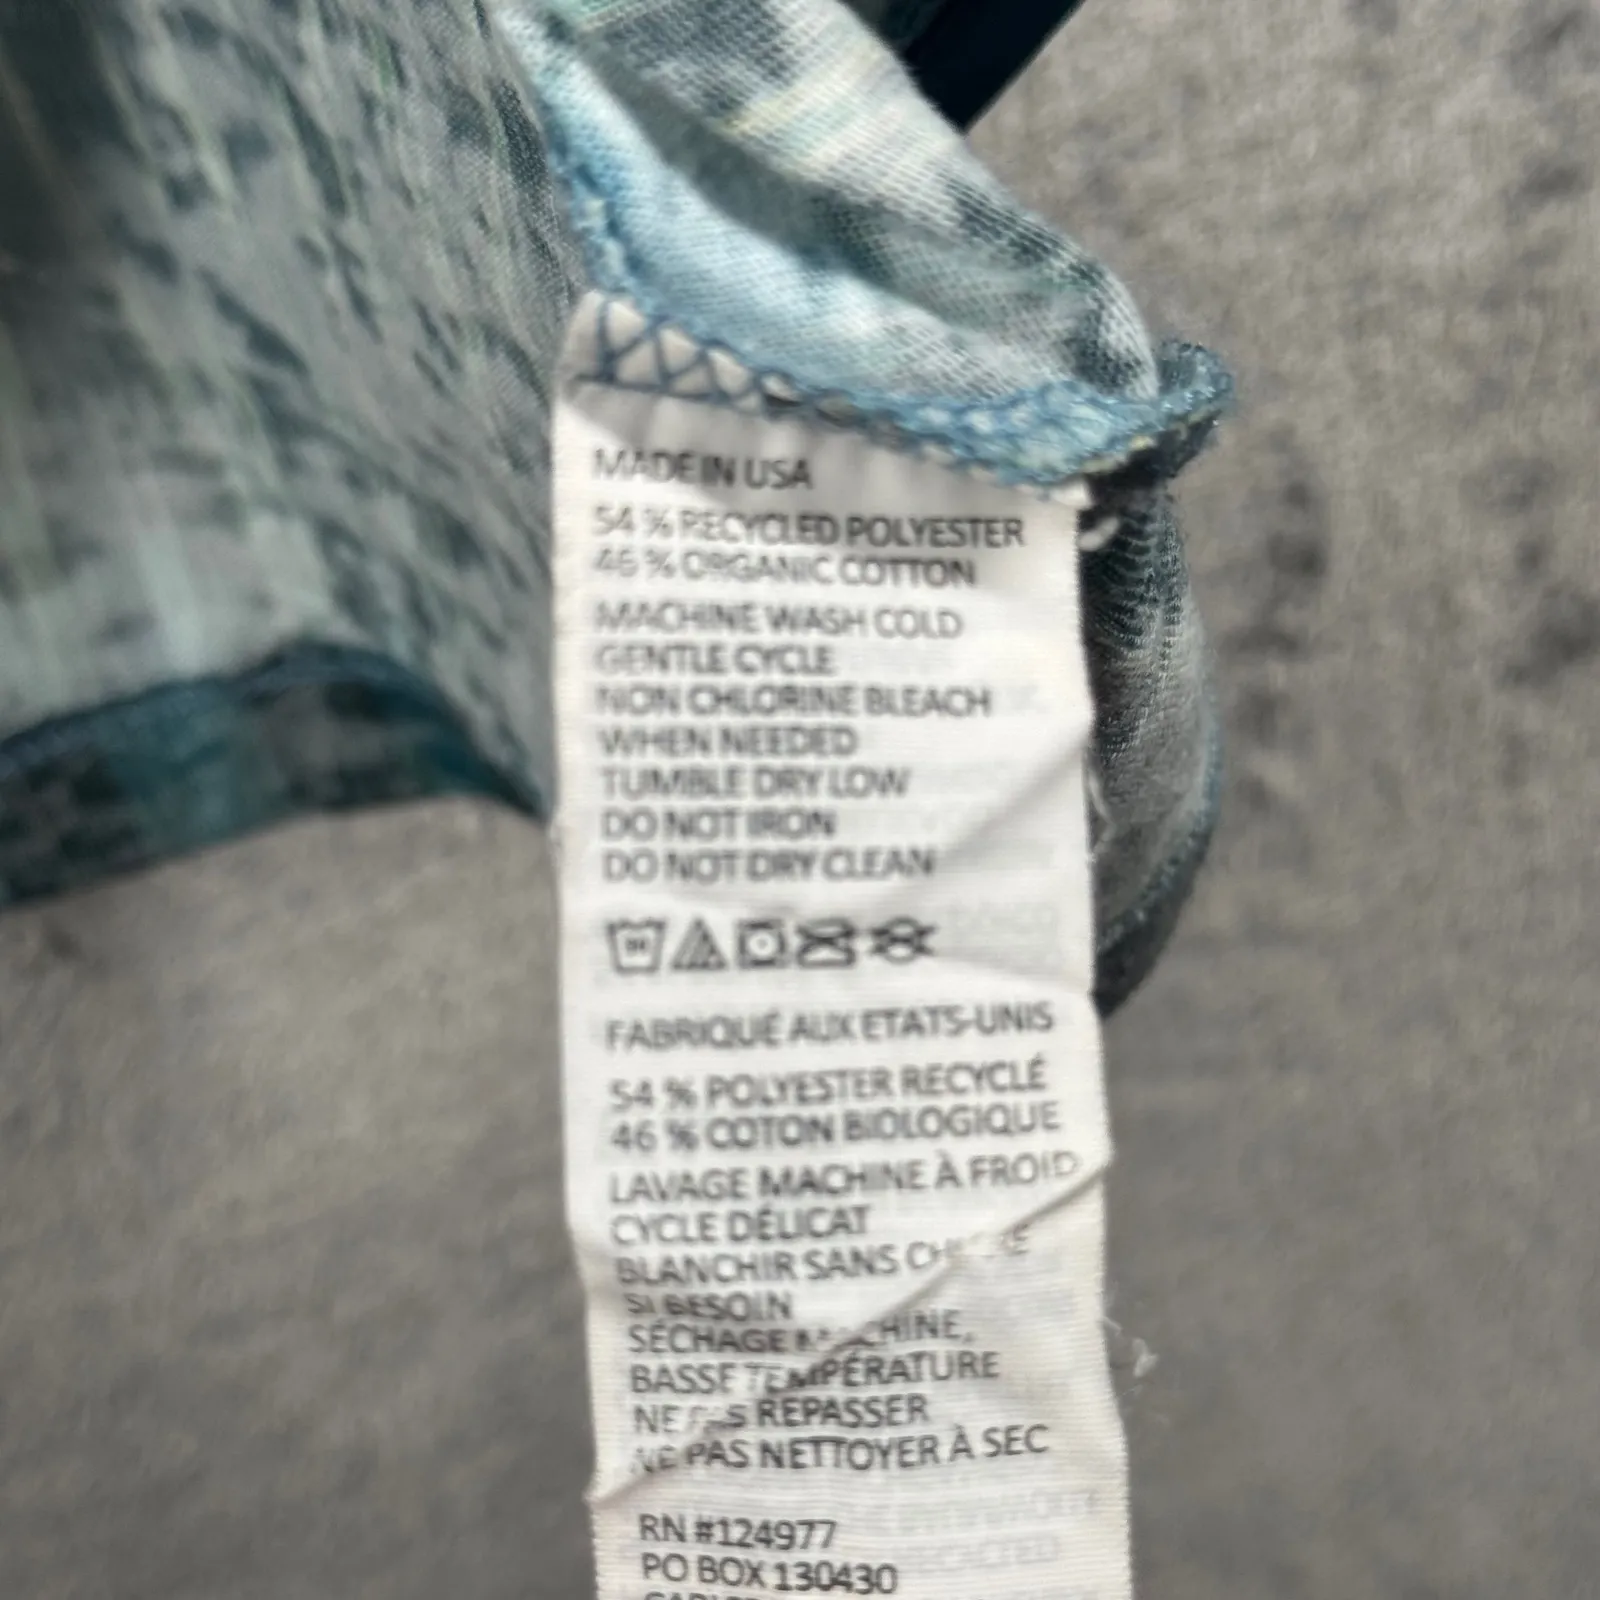 MADE IN USA
54 % RECYCLED POLYESTER
46 % ORGANIC COTTON
MACHINE WASH COLD
GENTLE CYCLE
NON CHLORINE BLEACH
WHEN NEEDED
TUMBLE DRY LOW
DO NOT IRON
DO NOT DRY CLEAN
FABRIQUÉ AUX ETATS-UNIS
54 % POLYESTER RECYCLÉ
46 % COTON BIOLOGIQUE
LAVAGE MACHINE À FROID
CYCLE DÉLICAT
BLANCHIR SANS
SI BESOIN
SÉCHAGE MACHINE,
BASSE TEMPÉRATURE
NE PAS REPASSER
NE PAS NETTOYER À SEC
RN #124977
PO BOX 130430